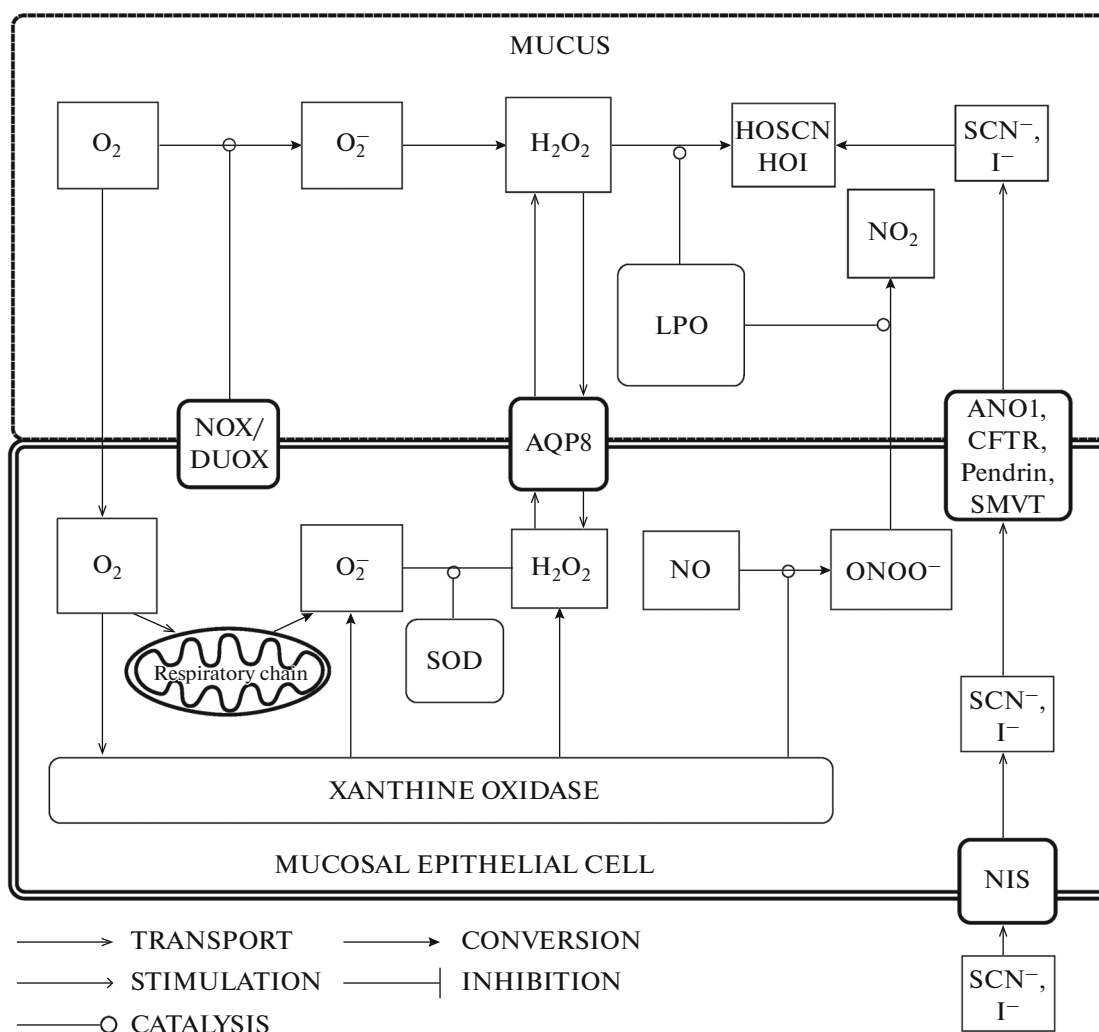 MUCUS
O₂
O₂⁻
H₂O₂
HOSCN
HOI
SCN⁻,
I⁻
NO₂
LPO
NOX/
DUOX
AQP8
ANO1,
CFTR,
Pendrin,
SMVT
O₂
O₂⁻
H₂O₂
NO
ONOO⁻
SOD
Respiratory chain
SCN⁻,
I⁻
XANTHINE OXIDASE
MUCOSAL EPITHELIAL CELL
NIS
TRANSPORT
CONVERSION
STIMULATION
INHIBITION
CATALYSIS
SCN⁻,
I⁻